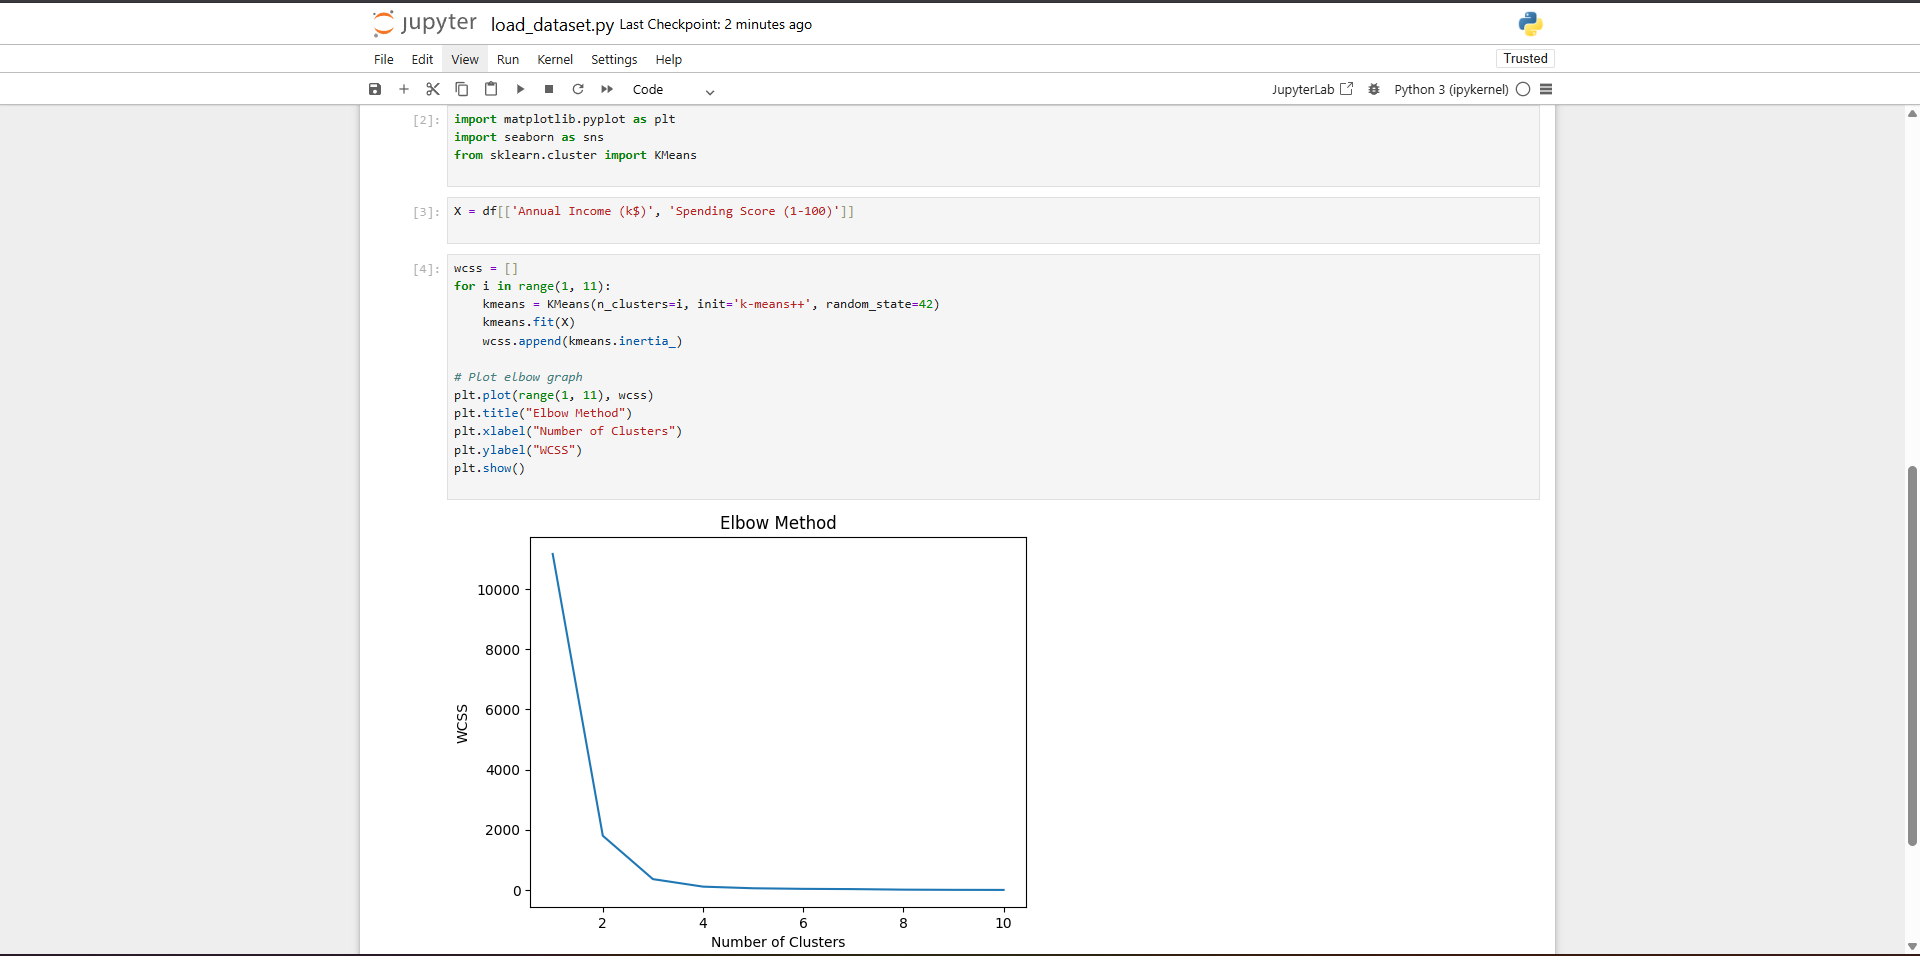 jupyter load_dataset.py Last Checkpoint: 2 minutes ago
File Edit View Run Kernel Settings Help Trusted
Code JupyterLab Python 3 (ipykernel)
[2]: import matplotlib.pyplot as plt
import seaborn as sns
from sklearn.cluster import KMeans
[3]: X = df[['Annual Income (k$)', 'Spending Score (1-100)']]
[4]: wcss = []
for i in range(1, 11):
    kmeans = KMeans(n_clusters=i, init='k-means++', random_state=42)
    kmeans.fit(X)
    wcss.append(kmeans.inertia_)
# Plot elbow graph
plt.plot(range(1, 11), wcss)
plt.title("Elbow Method")
plt.xlabel("Number of Clusters")
plt.ylabel("WCSS")
plt.show()
Elbow Method
10000
8000
6000
4000
2000
0
WCSS
2 4 6 8 10
Number of Clusters